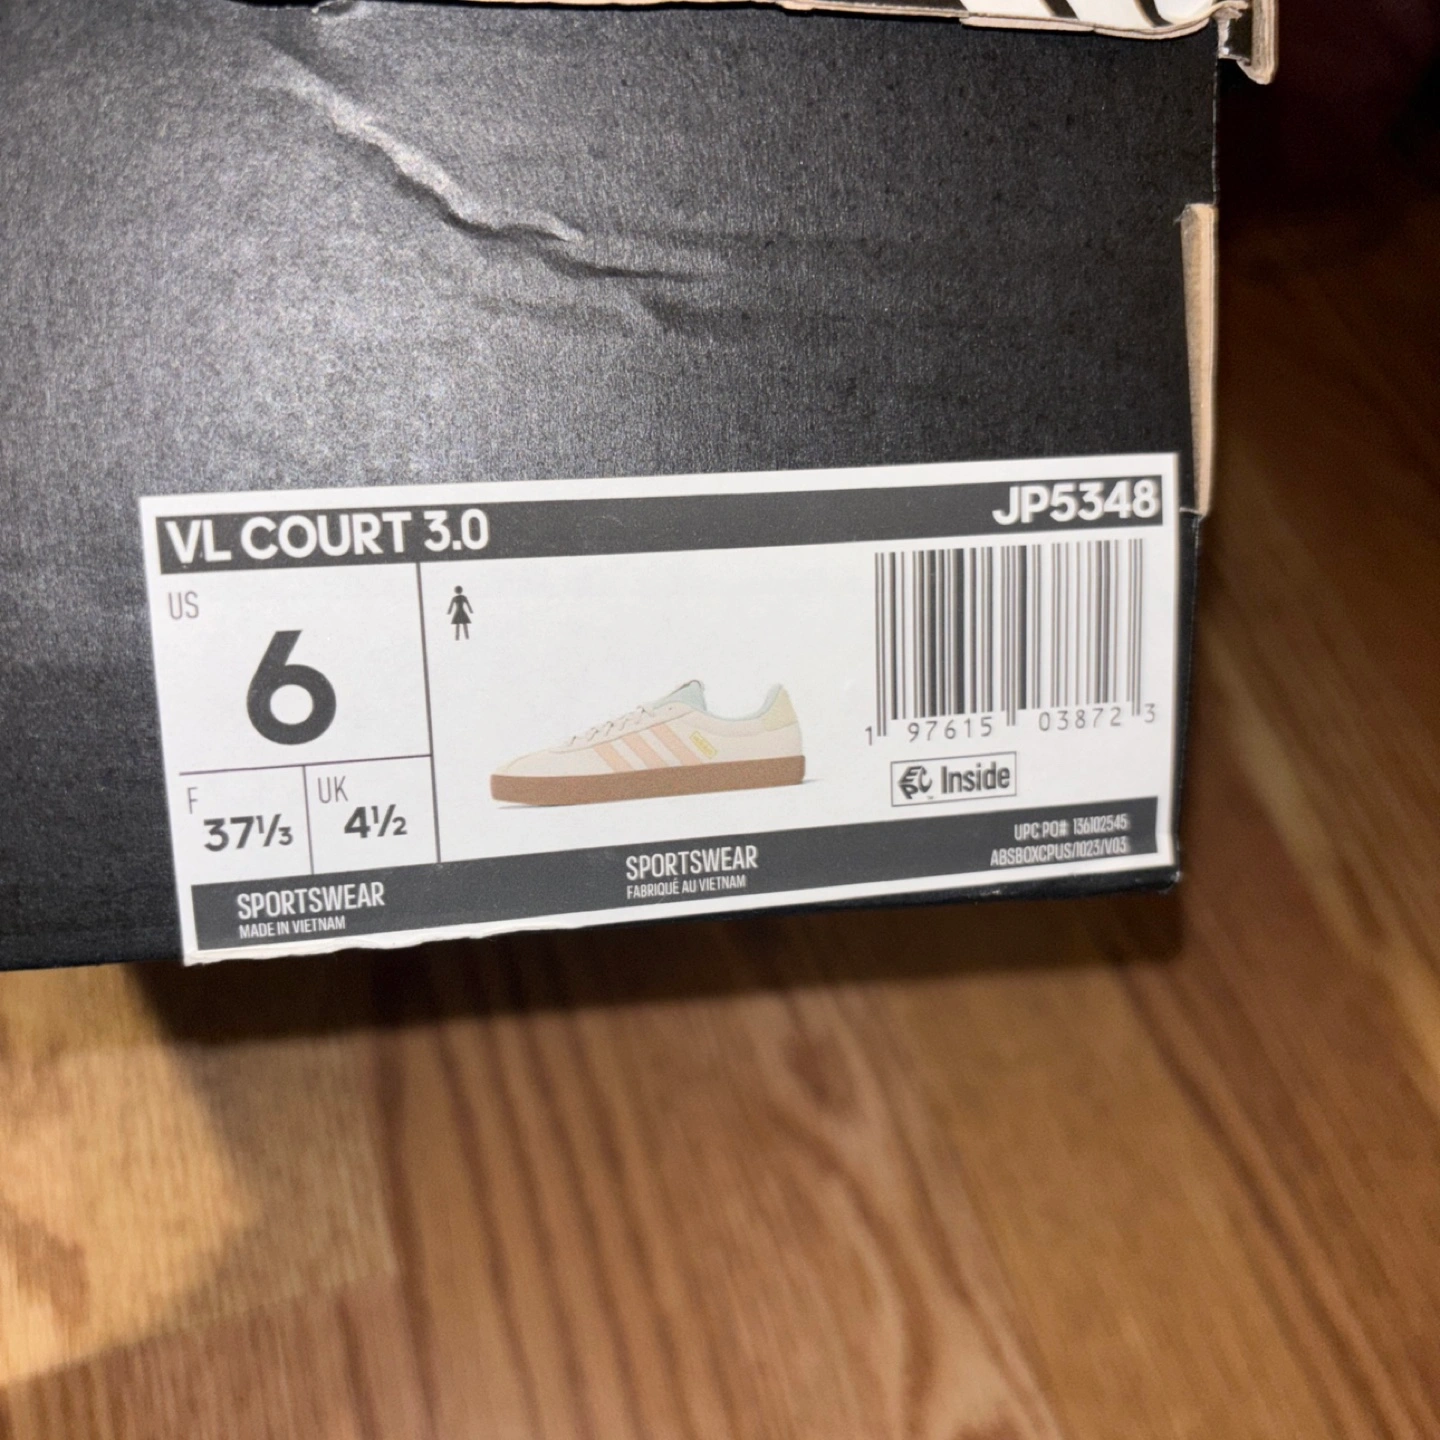 VL COURT 3.0
JP5348
US
6
F
37⅓
UK
4½
1 97615 03872 3
Inside
SPORTSWEAR
MADE IN VIETNAM
SPORTSWEAR
FABRIQUÉ AU VIETNAM
UPC PO# 136102545
ABSBOXCPUS/1023/V03